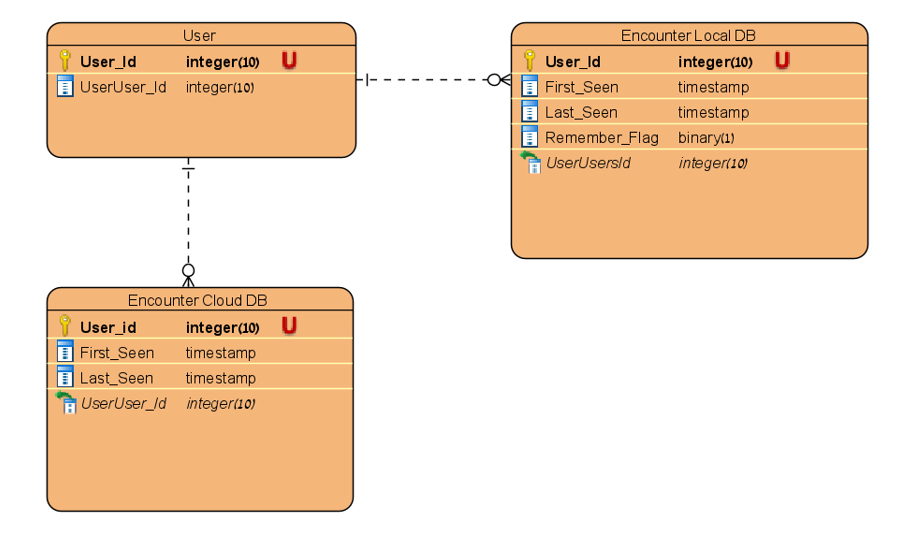 User
User_Id integer(10) U
UserUser_Id integer(10)
Encounter Local DB
User_Id integer(10) U
First_Seen timestamp
Last_Seen timestamp
Remember_Flag binary(1)
UserUsersId integer(10)
Encounter Cloud DB
User_id integer(10) U
First_Seen timestamp
Last_Seen timestamp
UserUser_Id integer(10)